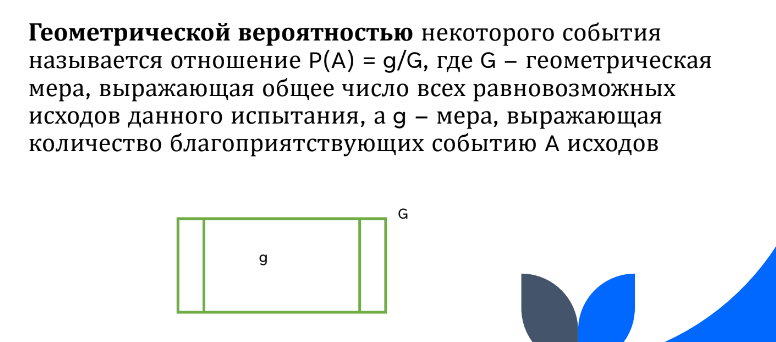 Геометрической вероятностью некоторого события
называется отношение P(A) = g/G, где G – геометрическая
мера, выражающая общее число всех равновозможных
исходов данного испытания, а g – мера, выражающая
количество благоприятствующих событию A исходов
G
g